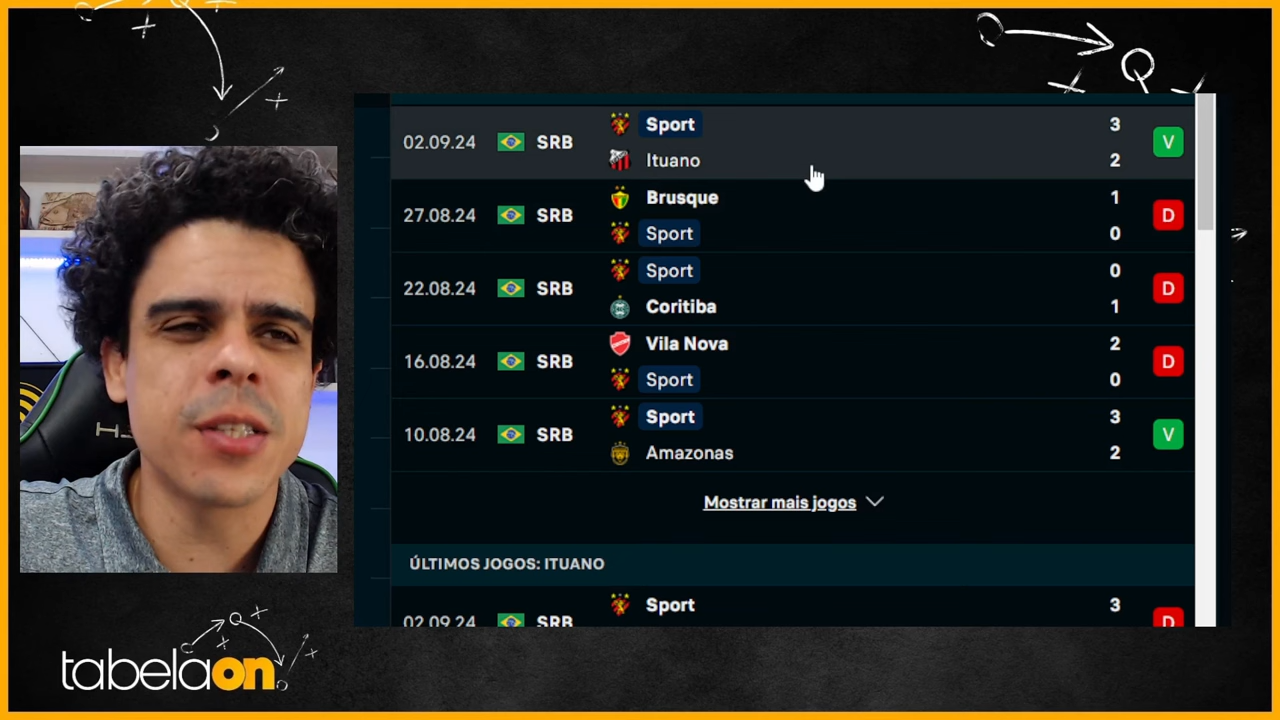 02.09.24 SRB Sport 3 V
Ituano 2
27.08.24 SRB Brusque 1 D
Sport 0
22.08.24 SRB Sport 0 D
Coritiba 1
16.08.24 SRB Vila Nova 2 D
Sport 0
10.08.24 SRB Sport 3 V
Amazonas 2
Mostrar mais jogos
ÚLTIMOS JOGOS: ITUANO
02.09.24 SRB Sport 3 D
tabelaon